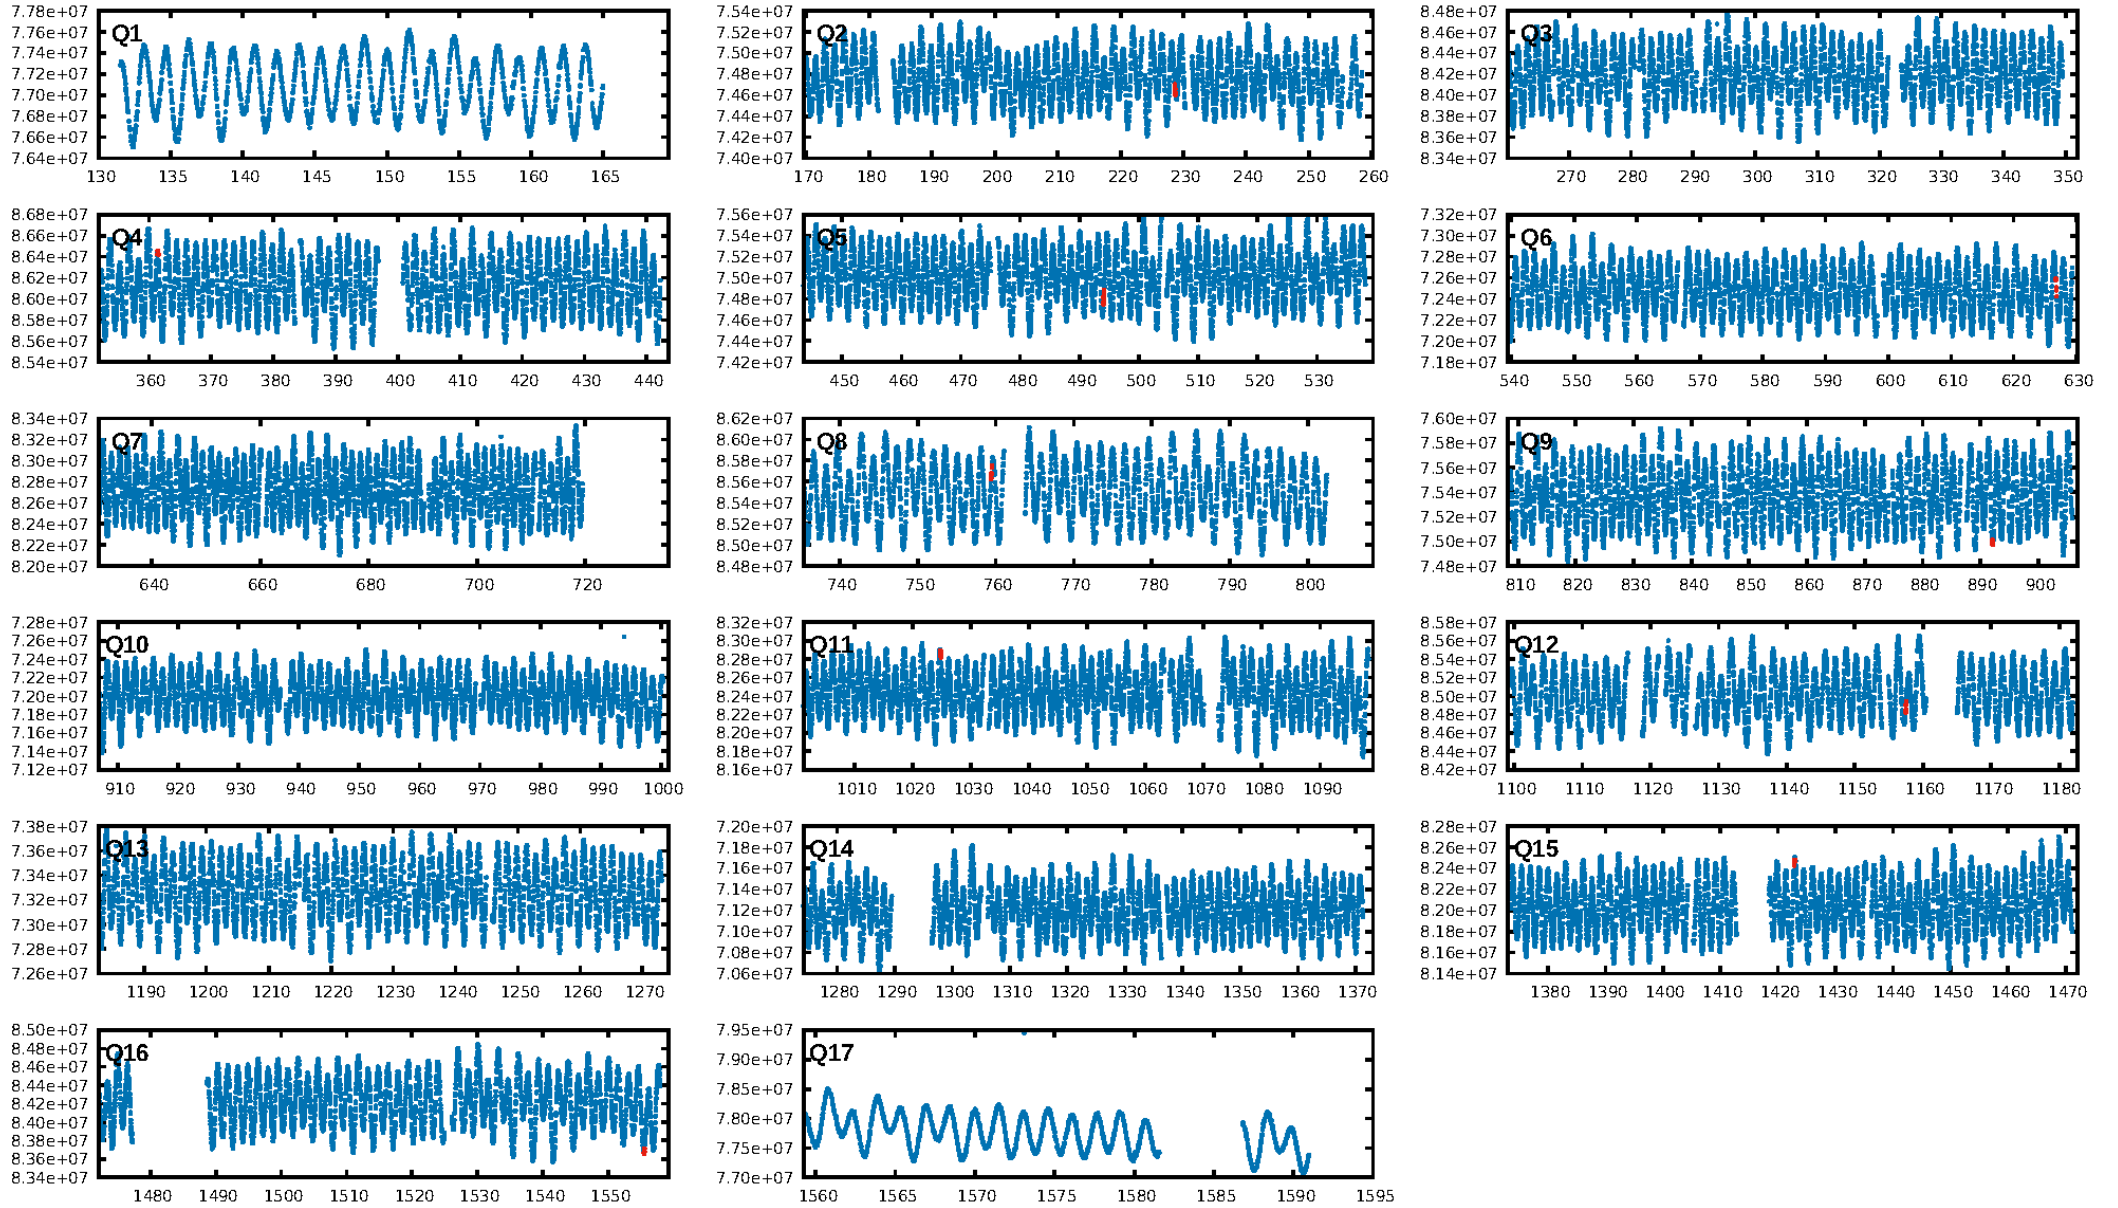 Q1
7.78e+07
7.76e+07
7.74e+07
7.72e+07
7.70e+07
7.68e+07
7.66e+07
7.64e+07
130 135 140 145 150 155 160 165
Q2
7.54e+07
7.52e+07
7.50e+07
7.48e+07
7.46e+07
7.44e+07
7.42e+07
7.40e+07
170 180 190 200 210 220 230 240 250 260
Q3
8.48e+07
8.46e+07
8.44e+07
8.42e+07
8.40e+07
8.38e+07
8.36e+07
8.34e+07
270 280 290 300 310 320 330 340 350
Q4
8.68e+07
8.66e+07
8.64e+07
8.62e+07
8.60e+07
8.58e+07
8.56e+07
8.54e+07
360 370 380 390 400 410 420 430 440
Q5
7.56e+07
7.54e+07
7.52e+07
7.50e+07
7.48e+07
7.46e+07
7.44e+07
7.42e+07
450 460 470 480 490 500 510 520 530
Q6
7.32e+07
7.30e+07
7.28e+07
7.26e+07
7.24e+07
7.22e+07
7.20e+07
7.18e+07
540 550 560 570 580 590 600 610 620 630
Q7
8.34e+07
8.32e+07
8.30e+07
8.28e+07
8.26e+07
8.24e+07
8.22e+07
8.20e+07
640 660 680 700 720
Q8
8.62e+07
8.60e+07
8.58e+07
8.56e+07
8.54e+07
8.52e+07
8.50e+07
8.48e+07
740 750 760 770 780 790 800
Q9
7.60e+07
7.58e+07
7.56e+07
7.54e+07
7.52e+07
7.50e+07
7.48e+07
810 820 830 840 850 860 870 880 890 900
Q10
7.28e+07
7.26e+07
7.24e+07
7.22e+07
7.20e+07
7.18e+07
7.16e+07
7.14e+07
7.12e+07
910 920 930 940 950 960 970 980 990 1000
Q11
8.32e+07
8.30e+07
8.28e+07
8.26e+07
8.24e+07
8.22e+07
8.20e+07
8.18e+07
8.16e+07
1010 1020 1030 1040 1050 1060 1070 1080 1090
Q12
8.58e+07
8.56e+07
8.54e+07
8.52e+07
8.50e+07
8.48e+07
8.46e+07
8.44e+07
8.42e+07
1100 1110 1120 1130 1140 1150 1160 1170 1180
Q13
7.38e+07
7.36e+07
7.34e+07
7.32e+07
7.30e+07
7.28e+07
7.26e+07
1190 1200 1210 1220 1230 1240 1250 1260 1270
Q14
7.20e+07
7.18e+07
7.16e+07
7.14e+07
7.12e+07
7.10e+07
7.08e+07
7.06e+07
1280 1290 1300 1310 1320 1330 1340 1350 1360 1370
Q15
8.28e+07
8.26e+07
8.24e+07
8.22e+07
8.20e+07
8.18e+07
8.16e+07
8.14e+07
1380 1390 1400 1410 1420 1430 1440 1450 1460 1470
Q16
8.50e+07
8.48e+07
8.46e+07
8.44e+07
8.42e+07
8.40e+07
8.38e+07
8.36e+07
8.34e+07
1480 1490 1500 1510 1520 1530 1540 1550
Q17
7.95e+07
7.90e+07
7.85e+07
7.80e+07
7.75e+07
7.70e+07
1560 1565 1570 1575 1580 1585 1590 1595